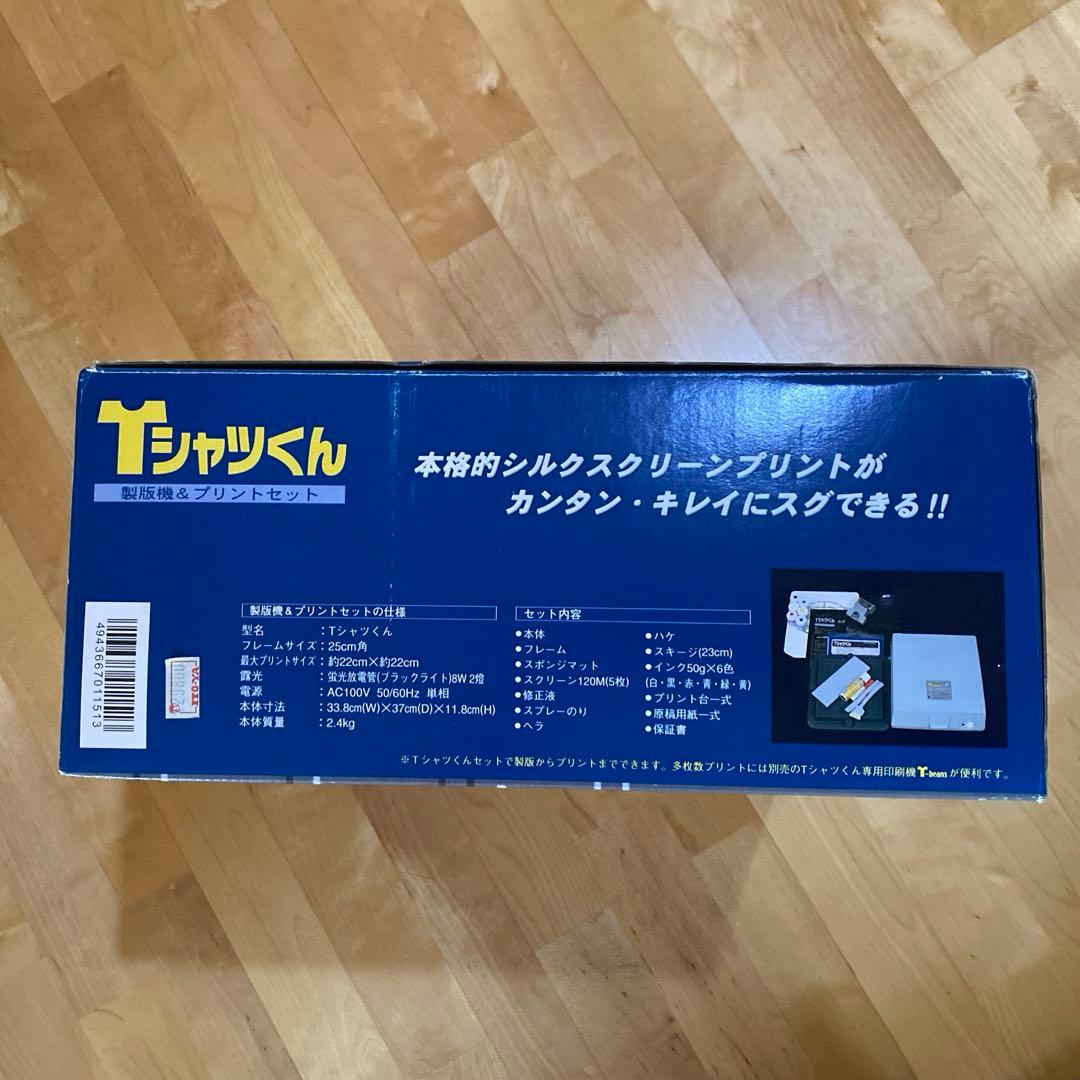 Tシャツくん
製版機&プリントセット
本格的シルクスクリーンプリントが
カンタン・キレイにスグできる!!
製版機&プリントセットの仕様
型名 : Tシャツくん
フレームサイズ : 25cm角
最大プリントサイズ : 約22cm×約22cm
露光 : 蛍光放電管(ブラックライト)8W 2燈
電源 : AC100V 50/60Hz 単相
本体寸法 : 33.8cm(W)×37cm(D)×11.8cm(H)
本体質量 : 2.4kg
セット内容
●本体
●フレーム
●スポンジマット
●スクリーン120M(5枚)
●修正液
●スプレーのり
●ヘラ
●ハケ
●スキージ(23cm)
●インク50g×6色
(白・黒・赤・青・緑・黄)
●プリント台一式
●原稿用紙一式
●保証書
※Tシャツくんセットで製版からプリントまでできます。多枚数プリントには別売のTシャツくん専用印刷機T-beansが便利です。
4943667011513
ITO-YA
Tシャツくん